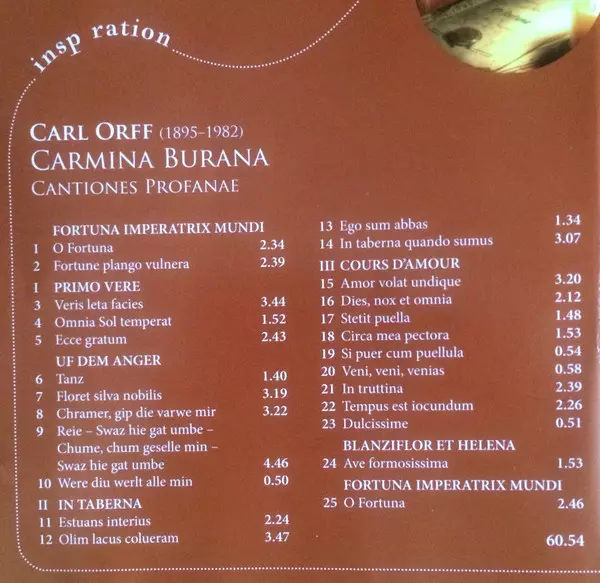 insp ration
CARL ORFF (1895–1982)
CARMINA BURANA
CANTIONES PROFANAE
FORTUNA IMPERATRIX MUNDI
1 O Fortuna 2.34
2 Fortune plango vulnera 2.39
I PRIMO VERE
3 Veris leta facies 3.44
4 Omnia Sol temperat 1.52
5 Ecce gratum 2.43
UF DEM ANGER
6 Tanz 1.40
7 Floret silva nobilis 3.19
8 Chramer, gip die varwe mir 3.22
9 Reie – Swaz hie gat umbe –
Chume, chum geselle min –
Swaz hie gat umbe 4.46
10 Were diu werlt alle min 0.50
II IN TABERNA
11 Estuans interius 2.24
12 Olim lacus colueram 3.47
13 Ego sum abbas 1.34
14 In taberna quando sumus 3.07
III COURS D'AMOUR
15 Amor volat undique 3.20
16 Dies, nox et omnia 2.12
17 Stetit puella 1.48
18 Circa mea pectora 1.53
19 Si puer cum puellula 0.54
20 Veni, veni, venias 0.58
21 In truttina 2.39
22 Tempus est iocundum 2.26
23 Dulcissime 0.51
BLANZIFLOR ET HELENA
24 Ave formosissima 1.53
FORTUNA IMPERATRIX MUNDI
25 O Fortuna 2.46
60.54